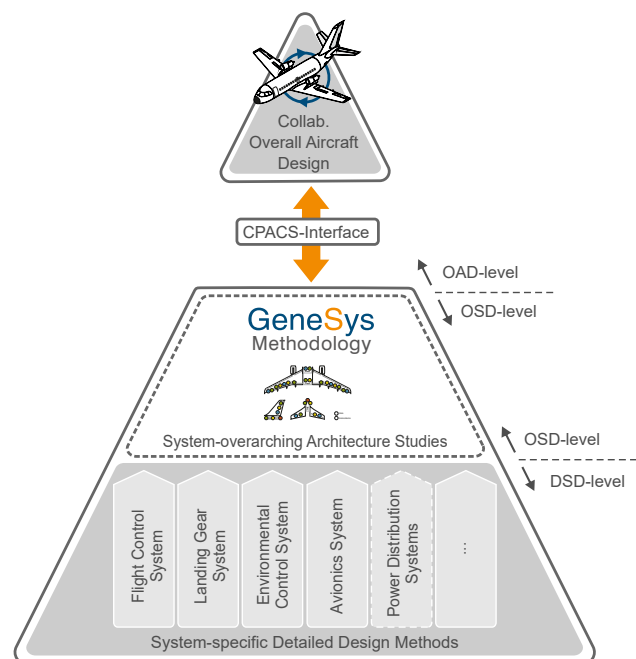 Collab.
Overall Aircraft
Design
CPACS-Interface
OAD-level
OSD-level
GeneSys
Methodology
System-overarching Architecture Studies
OSD-level
DSD-level
Flight Control
System
Landing Gear
System
Environmental
Control System
Avionics System
Power Distribution
Systems
...
System-specific Detailed Design Methods